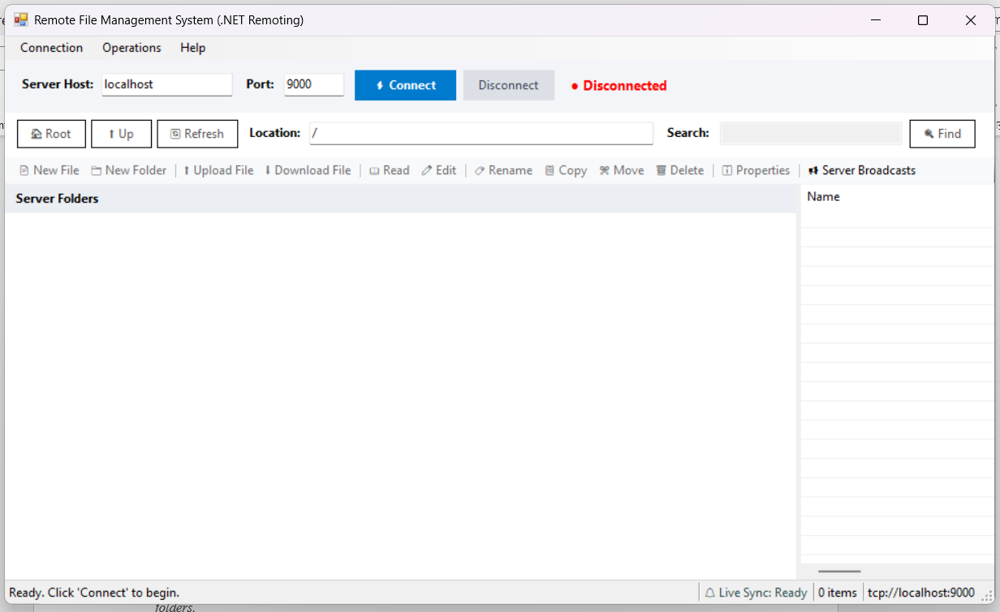 Remote File Management System (.NET Remoting)
Connection Operations Help
Server Host: localhost Port: 9000 Connect Disconnect ● Disconnected
Root Up Refresh Location: / Search: Find
New File New Folder | Upload File Download File | Read Edit | Rename Copy Move Delete | Properties | Server Broadcasts
Server Folders Name
Ready. Click 'Connect' to begin. Live Sync: Ready 0 items tcp://localhost:9000
folders.